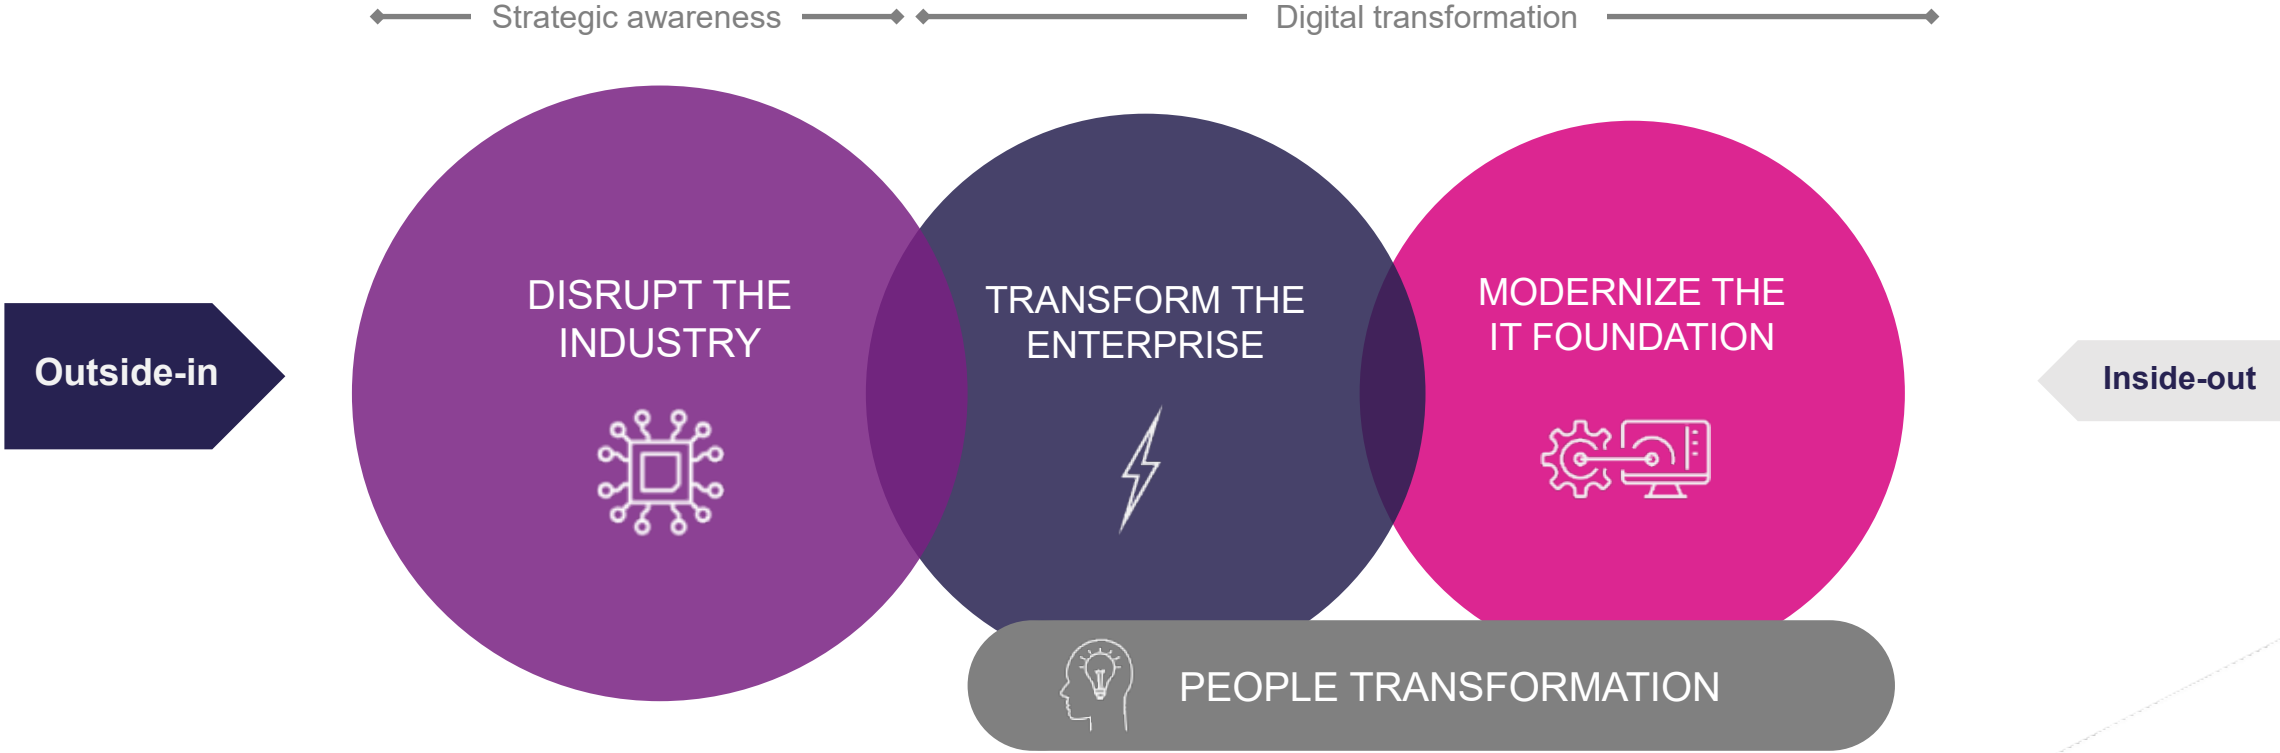 Strategic awareness
Digital transformation
DISRUPT THE
INDUSTRY
TRANSFORM THE
ENTERPRISE
MODERNIZE THE
IT FOUNDATION
Outside-in
Inside-out
PEOPLE TRANSFORMATION